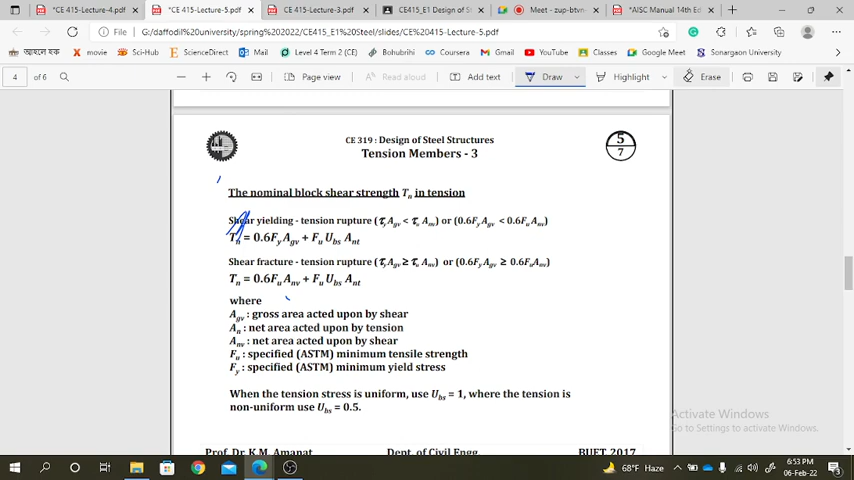 *CE 415-Lecture-4.pdf
*CE 415-Lecture-5.pdf
CE 415-Lecture-3.pdf
CE415_E1 Design of S
Meet - zup-btvn-
*AISC Manual 14th Ed
File
G:/daffodil university/spring 2022/CE415_E1 Steel/slides/CE%20415-Lecture-5.pdf
movie
Sci-Hub
ScienceDirect
Mail
Level 4 Term 2 (CE)
Bohubrihi
Coursera
Gmail
YouTube
Classes
Google Meet
Sonargaon University
4 of 6
Page view
Read aloud
Add text
Draw
Highlight
Erase
CE 319 : Design of Steel Structures
Tension Members - 3
5
7
The nominal block shear strength Tn in tension
Shear yielding - tension rupture (τy Agv < τu Anv) or (0.6Fy Agv < 0.6Fu Anv)
Tn = 0.6Fy Agv + Fu Ubs Ant
Shear fracture - tension rupture (τy Agv ≥ τu Anv) or (0.6Fy Agv ≥ 0.6FuAnv)
Tn = 0.6Fu Anv + Fu Ubs Ant
where
Agv : gross area acted upon by shear
An : net area acted upon by tension
Anv : net area acted upon by shear
Fu : specified (ASTM) minimum tensile strength
Fy : specified (ASTM) minimum yield stress
When the tension stress is uniform, use Ubs = 1, where the tension is
non-uniform use Ubs = 0.5.
Activate Windows
Go to Settings to activate Windows.
Prof. Dr. K.M. Amanat
Dept. of Civil Engg.
BUET, 2017
68°F Haze
6:53 PM
06-Feb-22
3